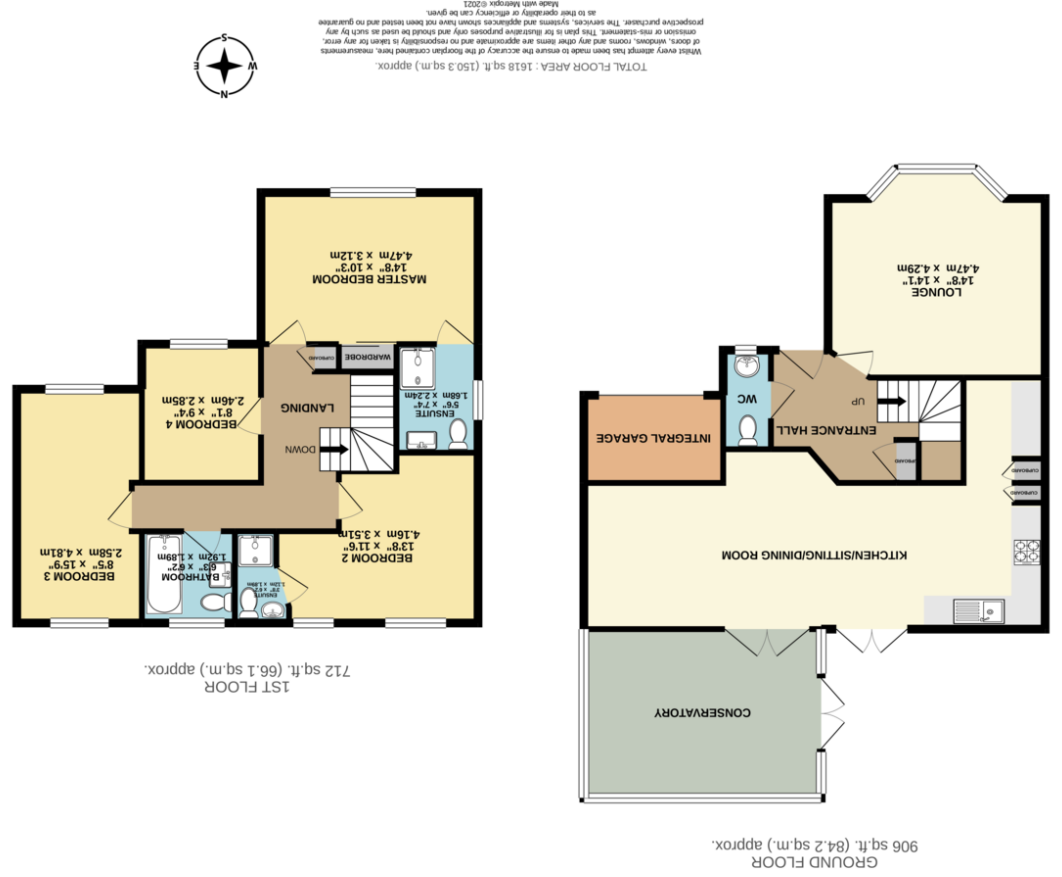 GROUND FLOOR
906 sq.ft. (84.2 sq.m.) approx.
CONSERVATORY
KITCHEN/SITTING/DINING ROOM
CUPBOARD
CUPBOARD
INTEGRAL GARAGE
WC
ENTRANCE HALL
UP
LOUNGE
14'8" x 14'1"
4.47m x 4.29m
1ST FLOOR
712 sq.ft. (66.1 sq.m.) approx.
BEDROOM 2
13'8" x 11'6"
4.16m x 3.51m
ENSUITE
BATHROOM
6'3" x 6'2"
1.92m x 1.89m
BEDROOM 3
8'5" x 15'9"
2.58m x 4.81m
DOWN
LANDING
ENSUITE
5'6" x 7'4"
1.68m x 2.24m
BEDROOM 4
8'1" x 9'4"
2.46m x 2.85m
WARDROBE
CUPBOARD
MASTER BEDROOM
14'8" x 10'3"
4.47m x 3.12m
N
E
W
S
TOTAL FLOOR AREA : 1618 sq.ft. (150.3 sq.m.) approx.
Whilst every attempt has been made to ensure the accuracy of the floorplan contained here, measurements
of doors, windows, rooms and any other items are approximate and no responsibility is taken for any error,
omission or mis-statement. This plan is for illustrative purposes only and should be used as such by any
prospective purchaser. The services, systems and appliances shown have not been tested and no guarantee
as to their operability or efficiency can be given.
Made with Metropix ©2021